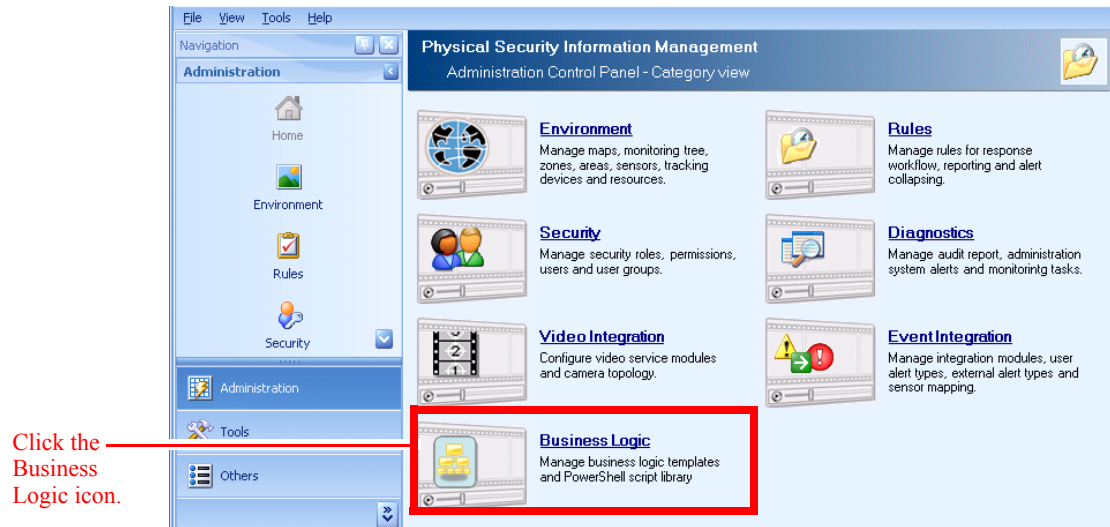 File View Tools Help
Navigation
Administration
Home
Environment
Rules
Security
Administration
Tools
Others
Physical Security Information Management
Administration Control Panel - Category view
Environment
Manage maps, monitoring tree,
zones, areas, sensors, tracking
devices and resources.
Rules
Manage rules for response
workflow, reporting and alert
collapsing.
Security
Manage security roles, permissions,
users and user groups.
Diagnostics
Manage audit report, administration
system alerts and monitorintg tasks.
Video Integration
Configure video service modules
and camera topology.
2
1
Event Integration
Manage integration modules, user
alert types, external alert types and
sensor mapping.
Business Logic
Manage business logic templates
and PowerShell script library
Click the
Business
Logic icon.